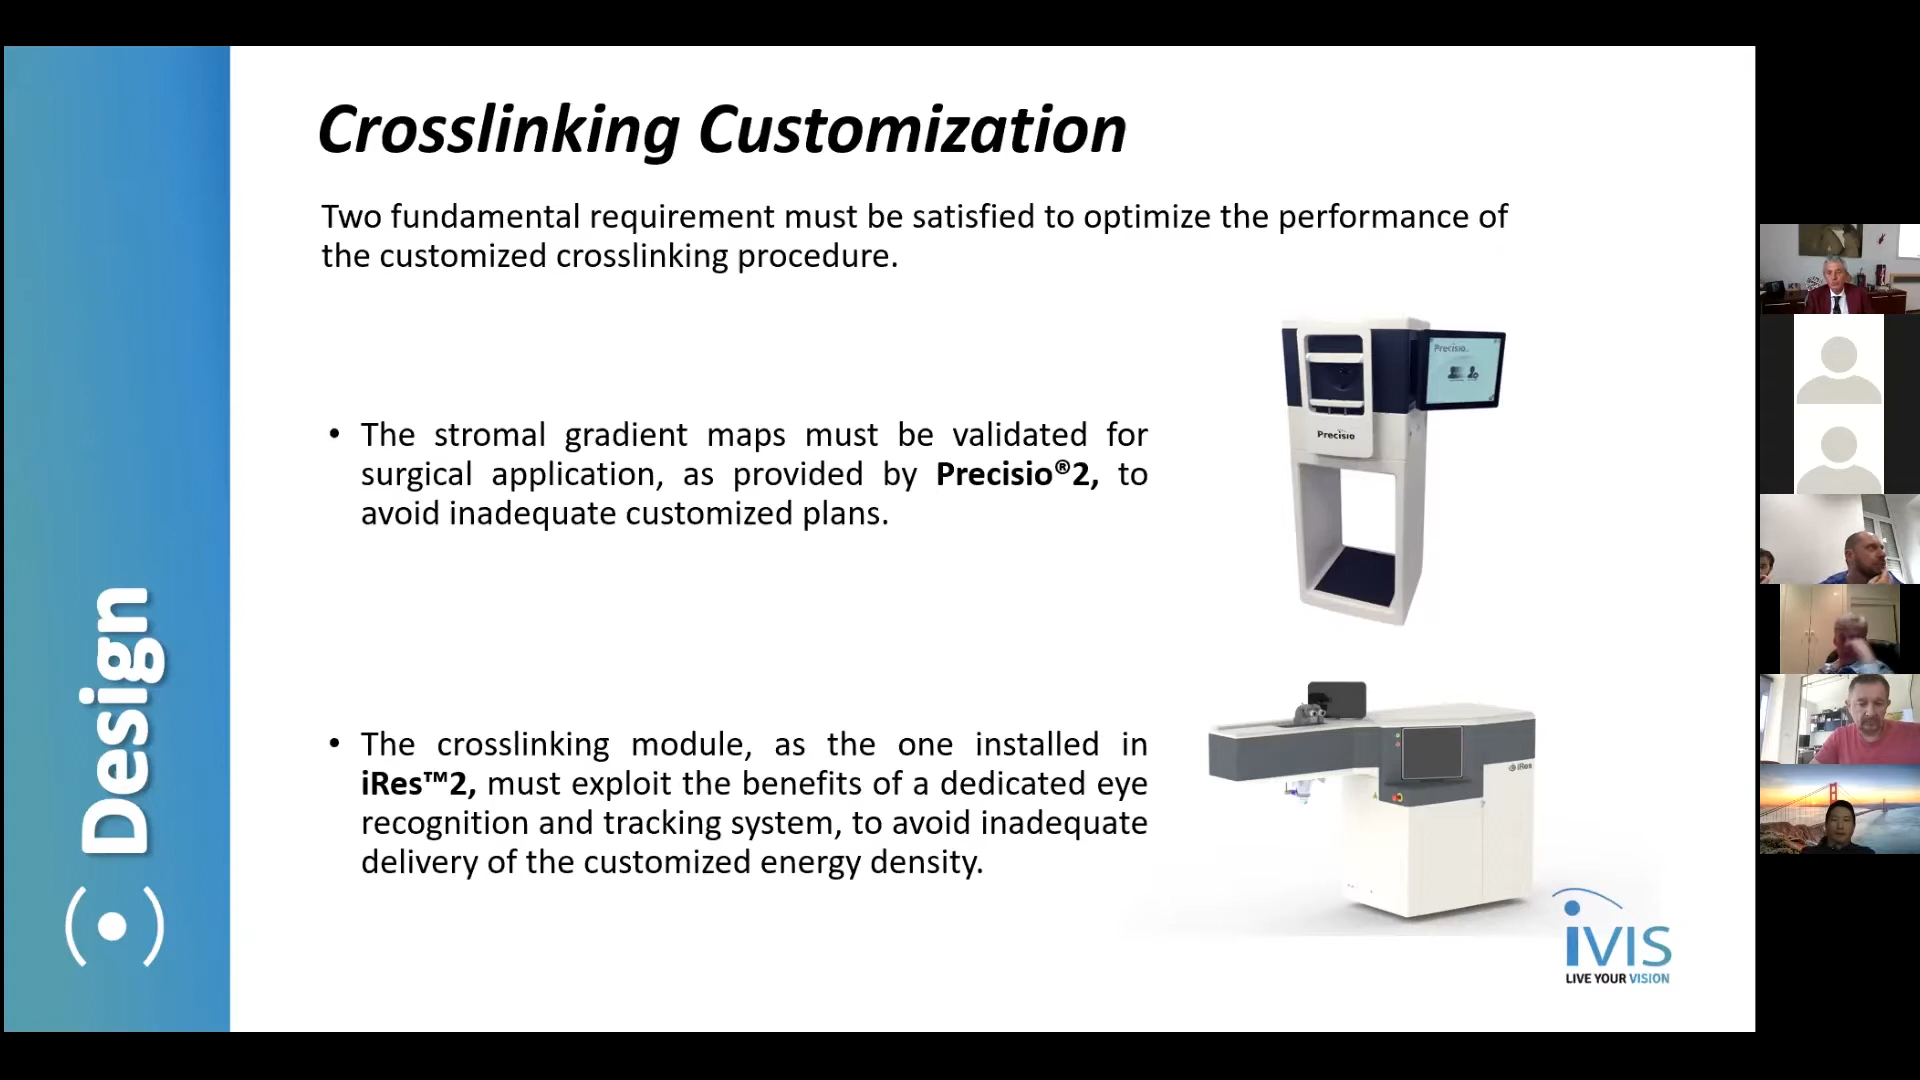 Crosslinking Customization
Two fundamental requirement must be satisfied to optimize the performance of
the customized crosslinking procedure.
Precisio
Precisio
• The stromal gradient maps must be validated for
surgical application, as provided by Precisio®2, to
avoid inadequate customized plans.
Design
• The crosslinking module, as the one installed in
iRes™2, must exploit the benefits of a dedicated eye
recognition and tracking system, to avoid inadequate
delivery of the customized energy density.
iRes
iVIS
LIVE YOUR VISION